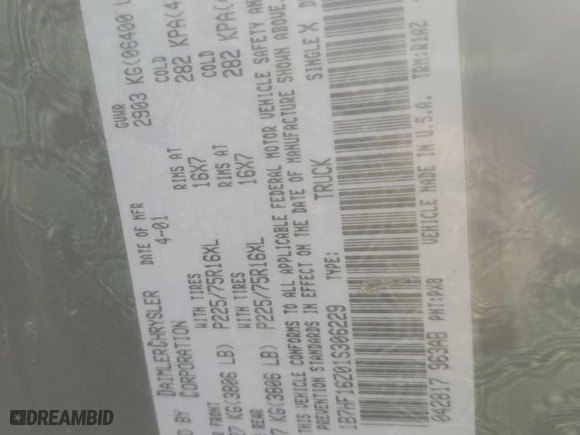 D BY DAIMLERCHRYSLER CORPORATION
DATE OF MFR 4-01
GVWR 2903 KG(06400 L
R FRONT WITH TIRES RIMS AT COLD
27 KG(3806 LB) P225/75R16XL 16X7 282 KPA(4
REAR WITH TIRES RIMS AT COLD
7 KG(3806 LB) P225/75R16XL 16X7 282 KPA(
THIS VEHICLE CONFORMS TO ALL APPLICABLE FEDERAL MOTOR VEHICLE SAFETY AN
PREVENTION STANDARDS IN EFFECT ON THE DATE OF MANUFACTURE SHOWN ABOVE.
1B7HF16Z01S306229 TYPE: TRUCK SINGLE X D
042817 963AB PNT:PX8 VEHICLE MADE IN U.S.A. TRM:R1AZ
DREAMBID